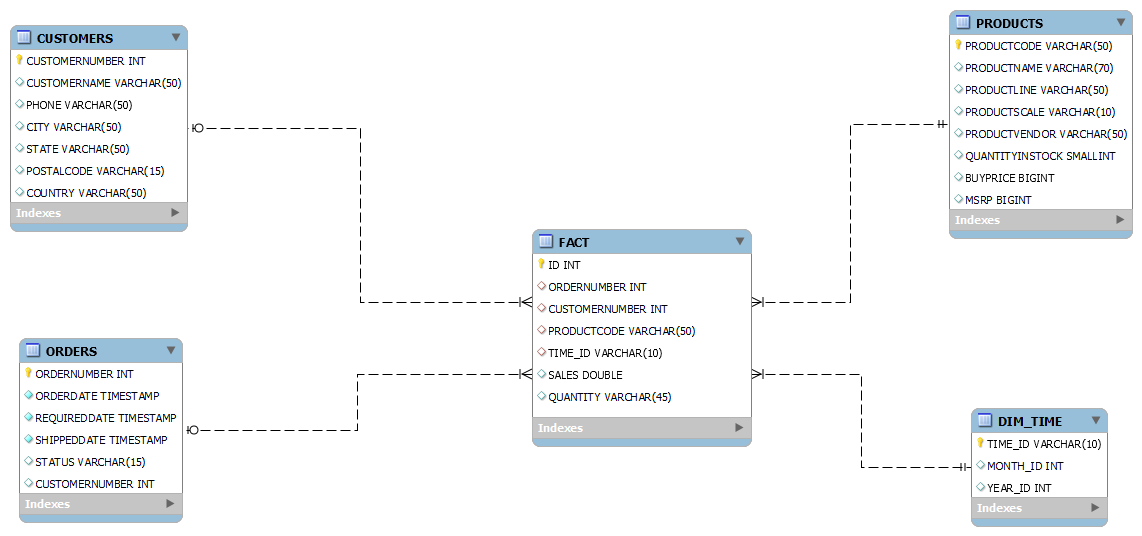 CUSTOMERS
CUSTOMERNUMBER INT
CUSTOMERNAME VARCHAR(50)
PHONE VARCHAR(50)
CITY VARCHAR(50)
STATE VARCHAR(50)
POSTALCODE VARCHAR(15)
COUNTRY VARCHAR(50)
Indexes
PRODUCTS
PRODUCTCODE VARCHAR(50)
PRODUCTNAME VARCHAR(70)
PRODUCTLINE VARCHAR(50)
PRODUCTSCALE VARCHAR(10)
PRODUCTVENDOR VARCHAR(50)
QUANTITYINSTOCK SMALLINT
BUYPRICE BIGINT
MSRP BIGINT
Indexes
FACT
ID INT
ORDERNUMBER INT
CUSTOMERNUMBER INT
PRODUCTCODE VARCHAR(50)
TIME_ID VARCHAR(10)
SALES DOUBLE
QUANTITY VARCHAR(45)
Indexes
ORDERS
ORDERNUMBER INT
ORDERDATE TIMESTAMP
REQUIREDDATE TIMESTAMP
SHIPPEDDATE TIMESTAMP
STATUS VARCHAR(15)
CUSTOMERNUMBER INT
Indexes
DIM_TIME
TIME_ID VARCHAR(10)
MONTH_ID INT
YEAR_ID INT
Indexes